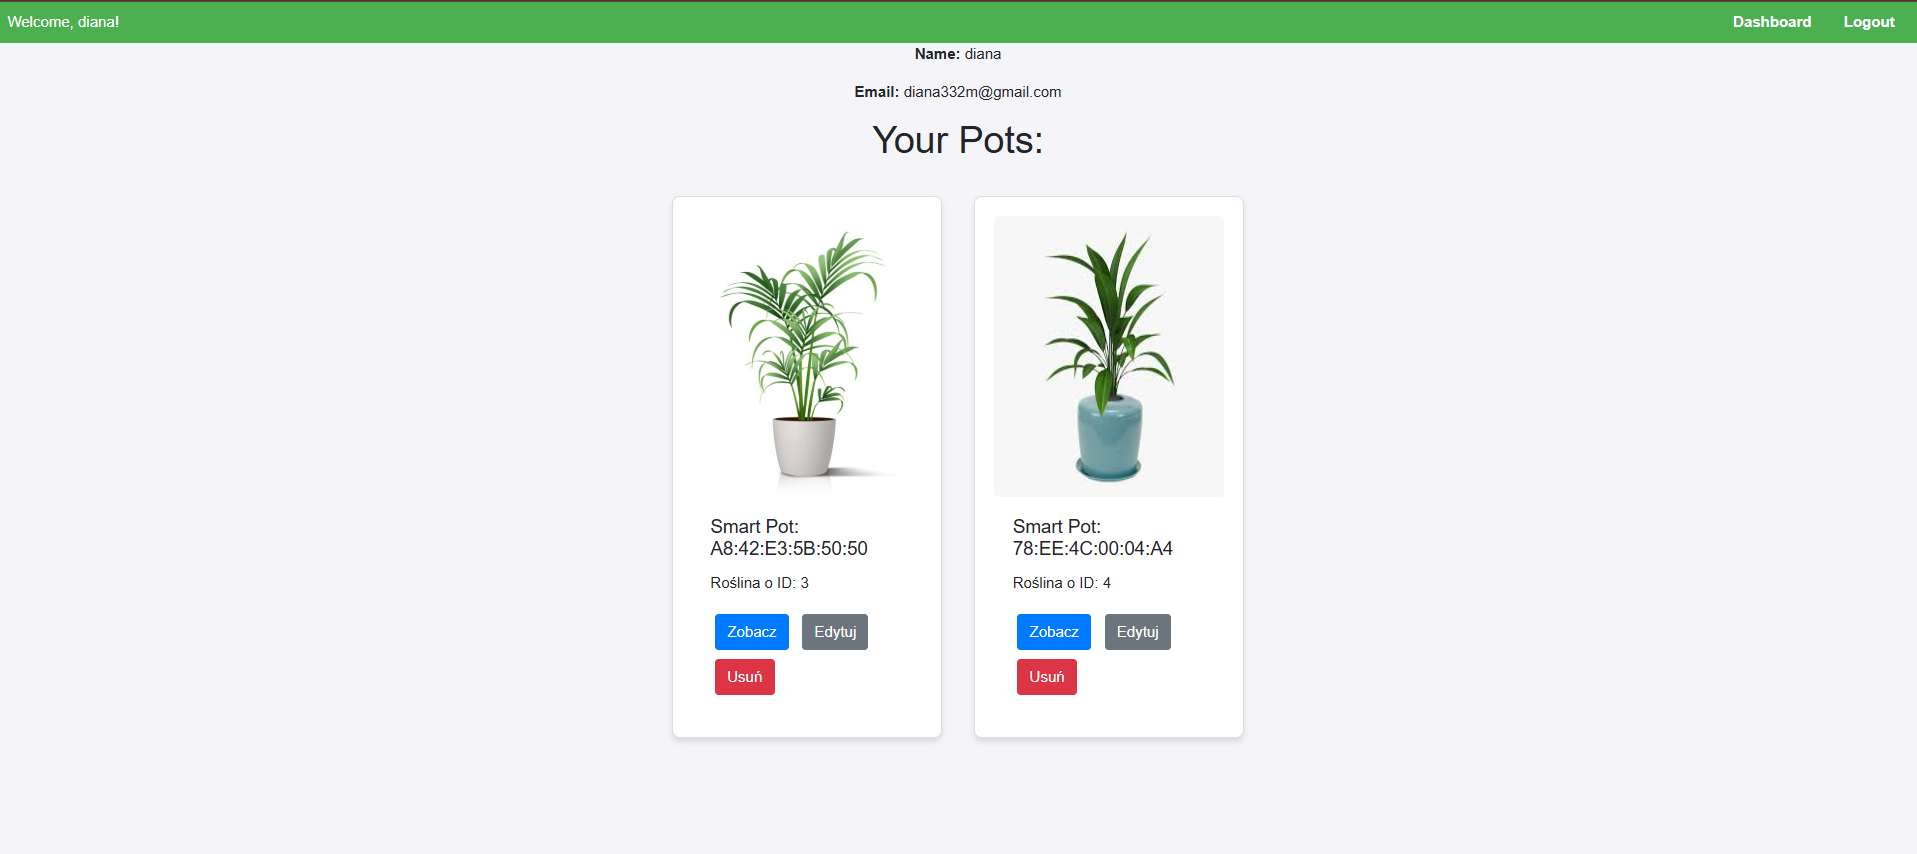 Welcome, diana!
Dashboard
Logout
Name: diana
Email: diana332m@gmail.com
Your Pots:
Smart Pot:
A8:42:E3:5B:50:50
Roślina o ID: 3
Zobacz
Edytuj
Usuń
Smart Pot:
78:EE:4C:00:04:A4
Roślina o ID: 4
Zobacz
Edytuj
Usuń